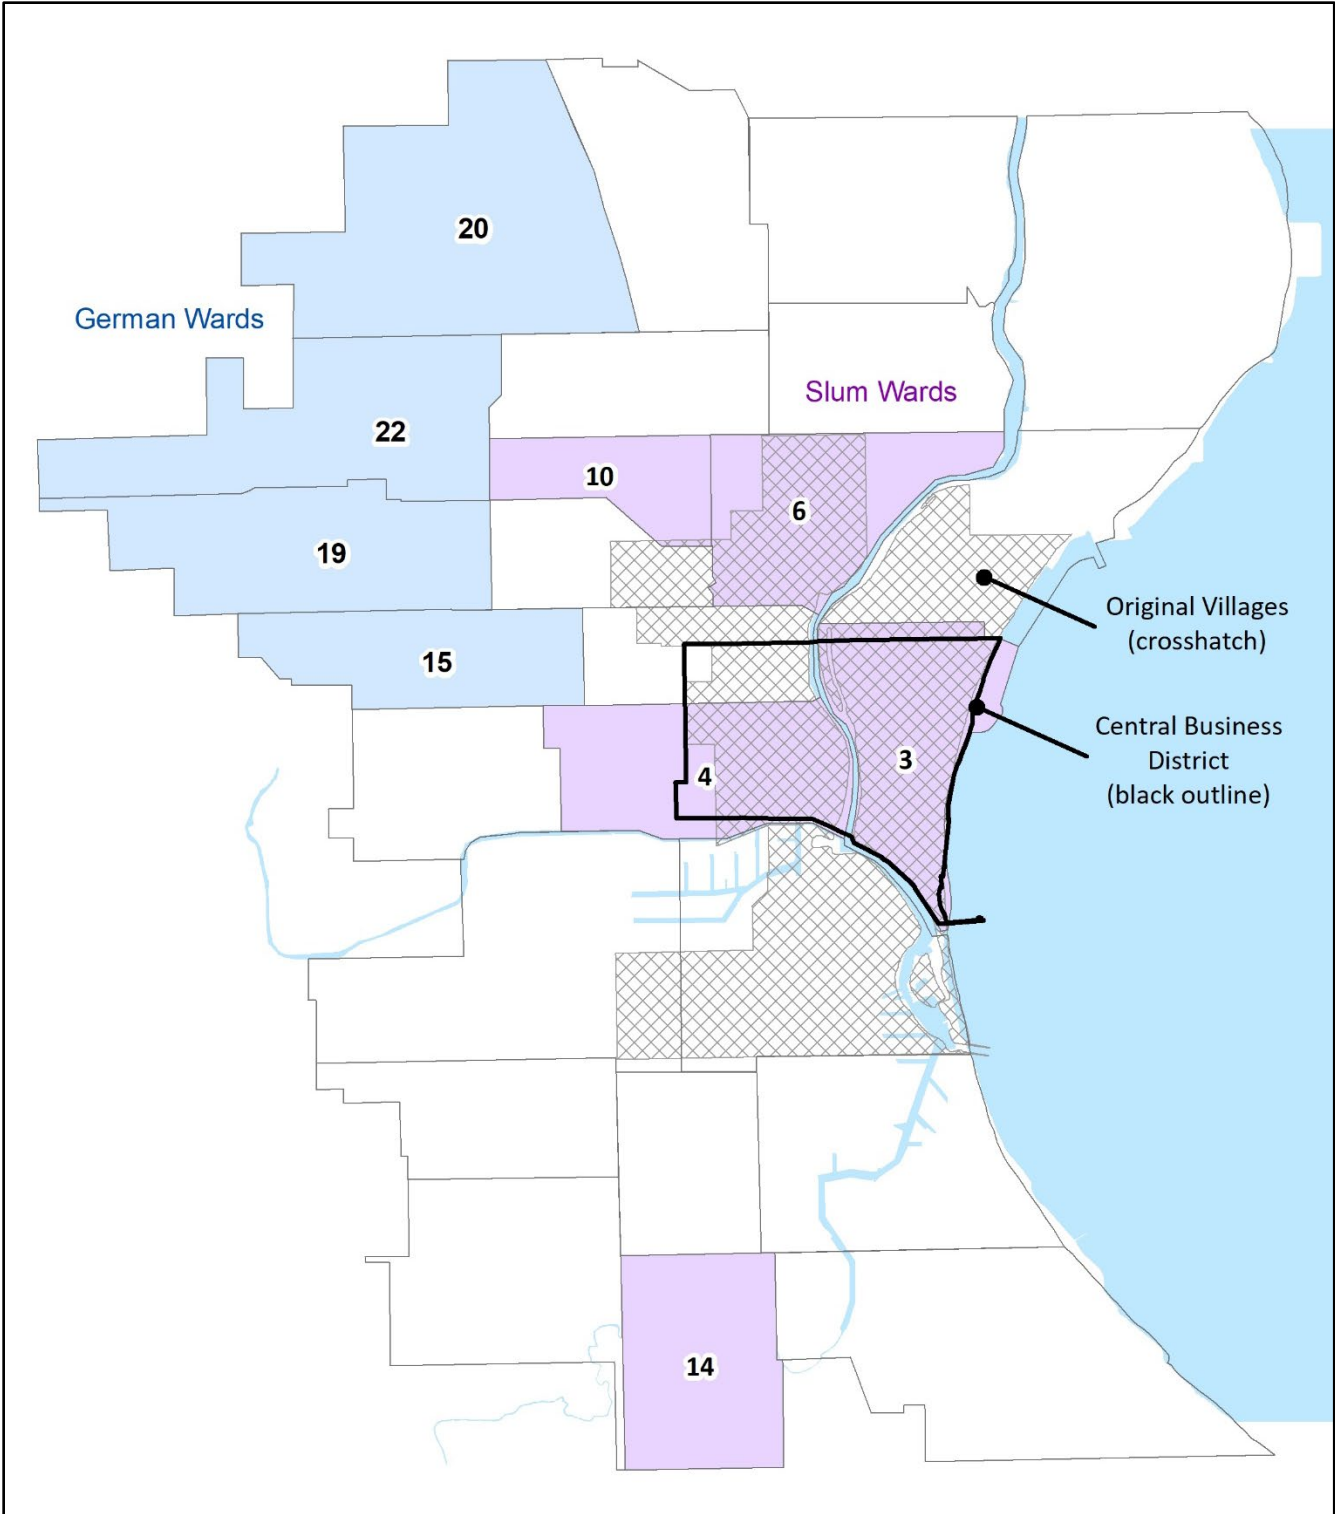 20
German Wards
Slum Wards
22
10
6
19
Original Villages
(crosshatch)
15
Central Business
District
(black outline)
4
3
14